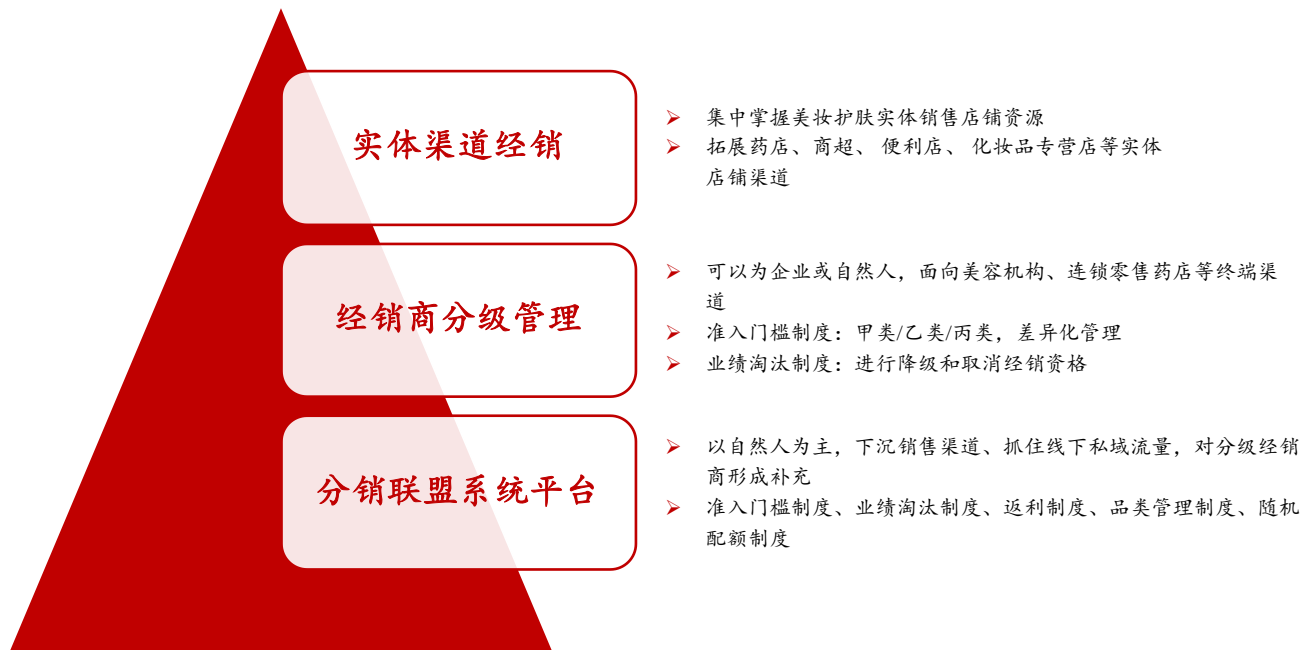 实体渠道经销
➢ 集中掌握美妆护肤实体销售店铺资源
➢ 拓展药店、商超、 便利店、 化妆品专营店等实体
店铺渠道
经销商分级管理
➢ 可以为企业或自然人，面向美容机构、连锁零售药店等终端渠
道
➢ 准入门槛制度：甲类/乙类/丙类，差异化管理
➢ 业绩淘汰制度：进行降级和取消经销资格
分销联盟系统平台
➢ 以自然人为主，下沉销售渠道、抓住线下私域流量，对分级经销
商形成补充
➢ 准入门槛制度、业绩淘汰制度、返利制度、品类管理制度、随机
配额制度